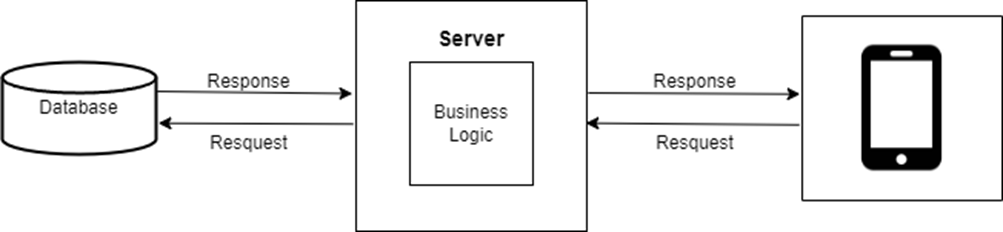 Server
Response
Response
Database
Business
Logic
Resquest
Resquest